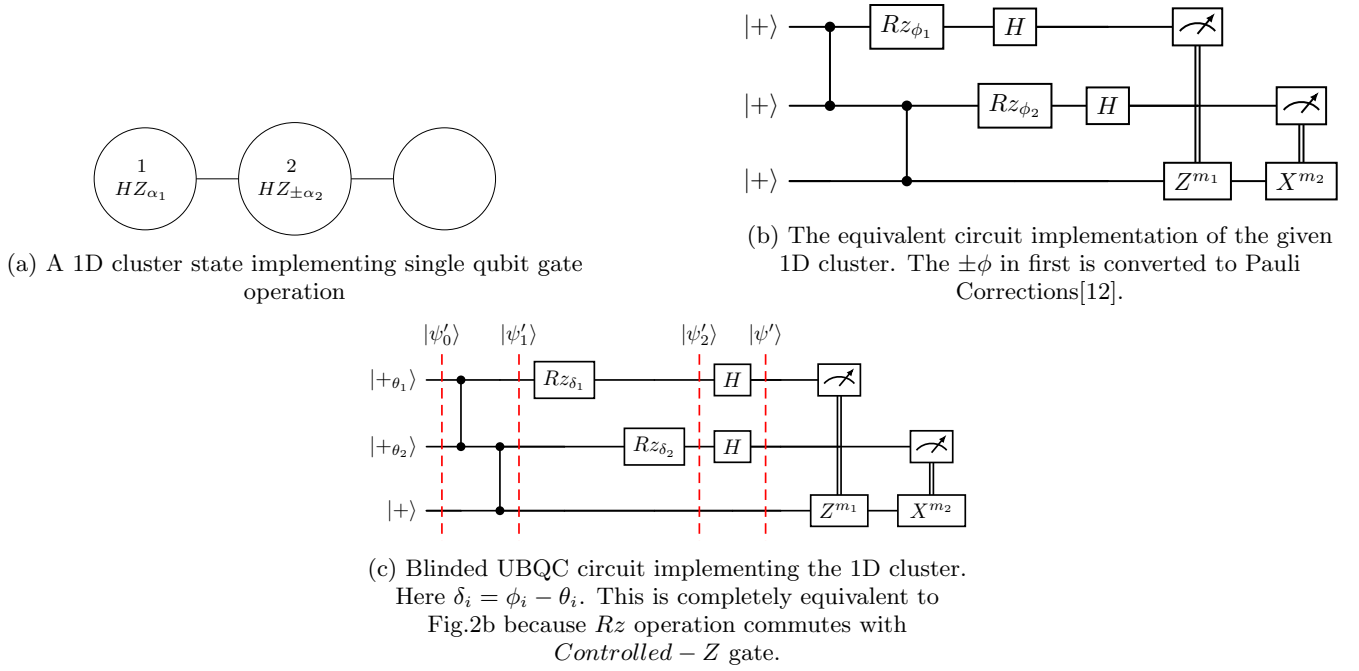 1
HZ_{α_1}
2
HZ_{±α_2}
(a) A 1D cluster state implementing single qubit gate
operation
|+⟩ Rz_{ϕ_1} H
|+⟩ Rz_{ϕ_2} H
|+⟩ Z^{m_1} X^{m_2}
(b) The equivalent circuit implementation of the given
1D cluster. The ±ϕ in first is converted to Pauli
Corrections[12].
|ψ′_0⟩ |ψ′_1⟩ |ψ′_2⟩ |ψ′⟩
|+_{θ_1}⟩ Rz_{δ_1} H
|+_{θ_2}⟩ Rz_{δ_2} H
|+⟩ Z^{m_1} X^{m_2}
(c) Blinded UBQC circuit implementing the 1D cluster.
Here δ_i = ϕ_i − θ_i. This is completely equivalent to
Fig.2b because Rz operation commutes with
Controlled − Z gate.